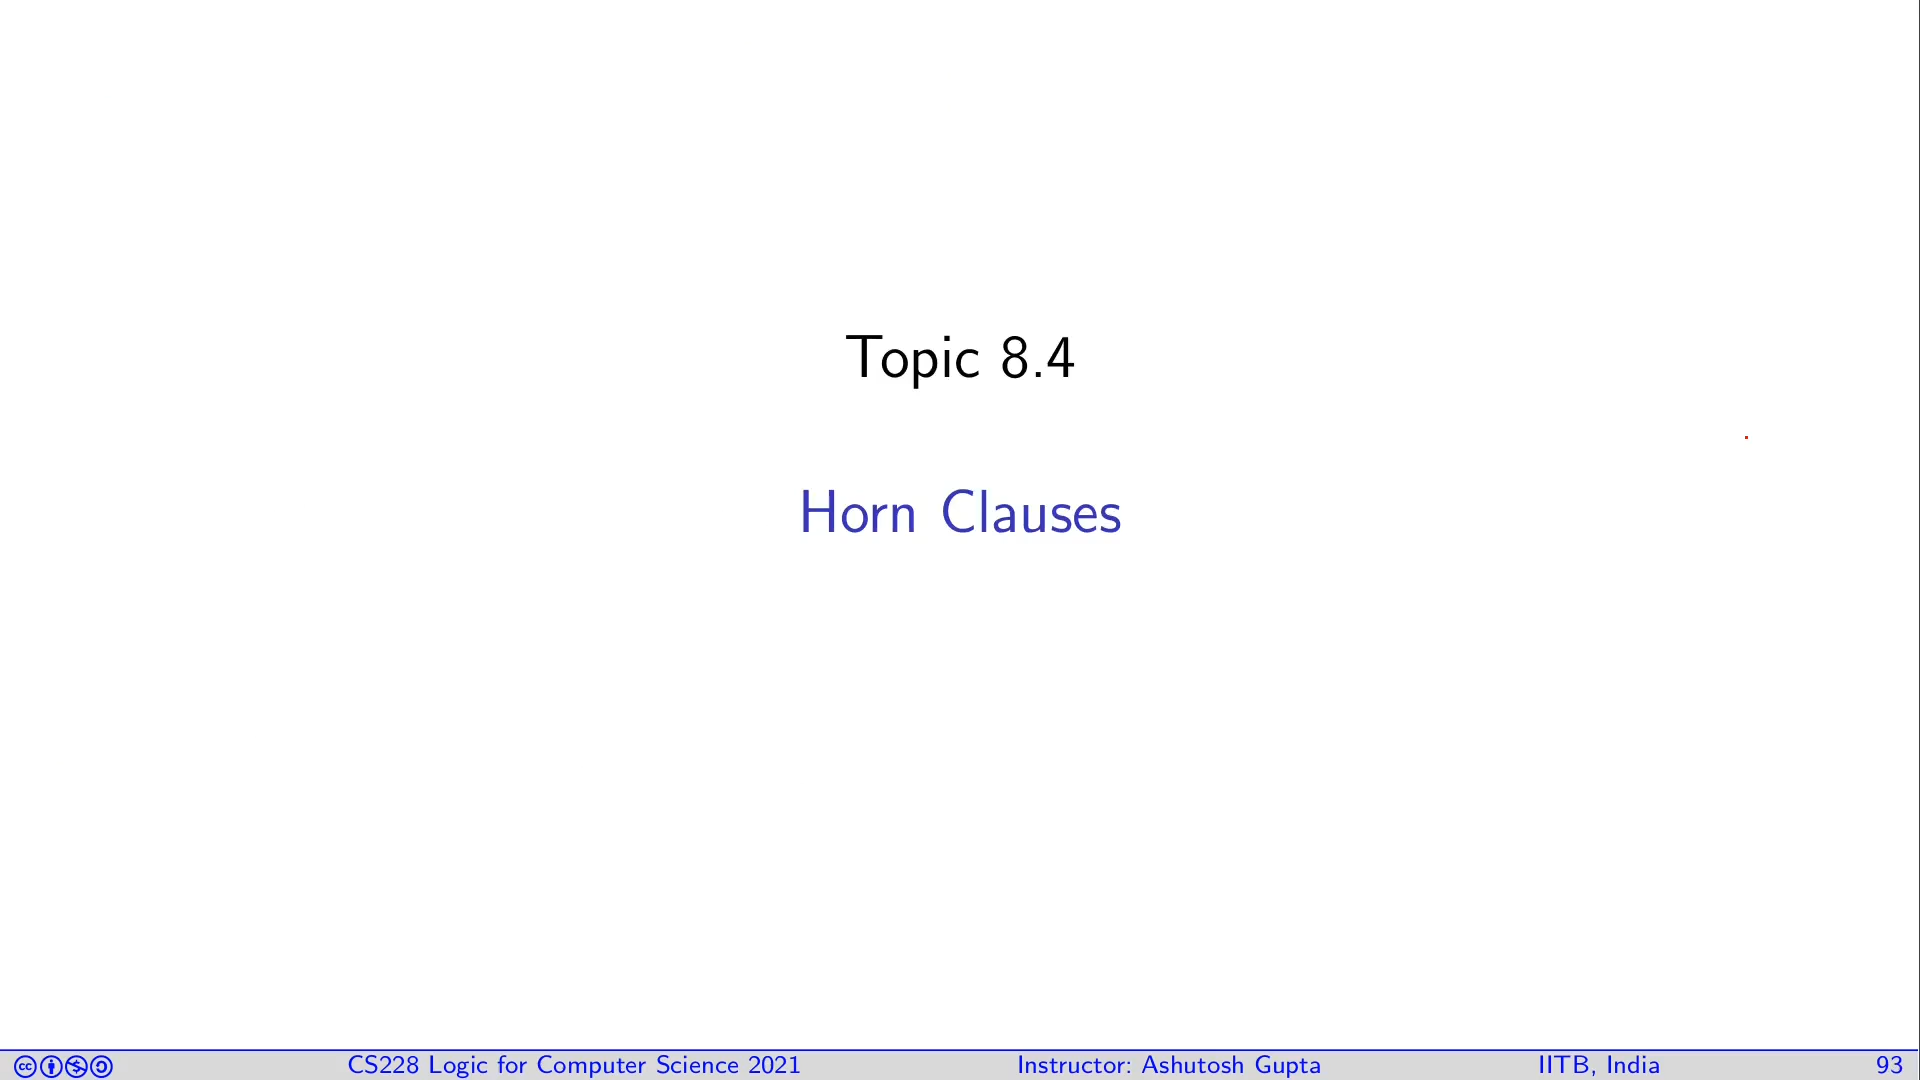 Topic 8.4
Horn Clauses
CS228 Logic for Computer Science 2021 Instructor: Ashutosh Gupta IITB, India 93